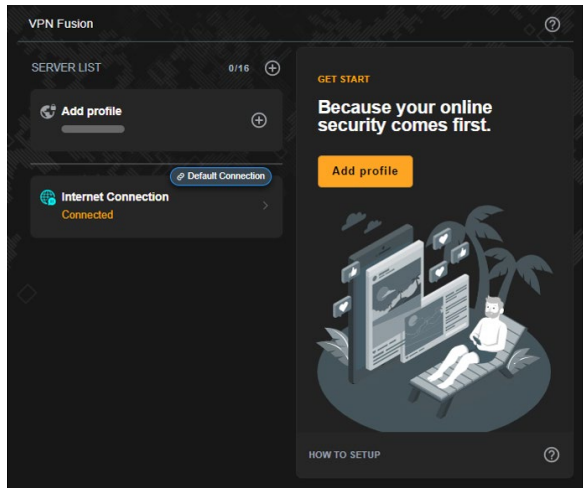 VPN Fusion
SERVER LIST 0/16
Add profile
Default Connection
Internet Connection
Connected
GET START
Because your online
security comes first.
Add profile
HOW TO SETUP